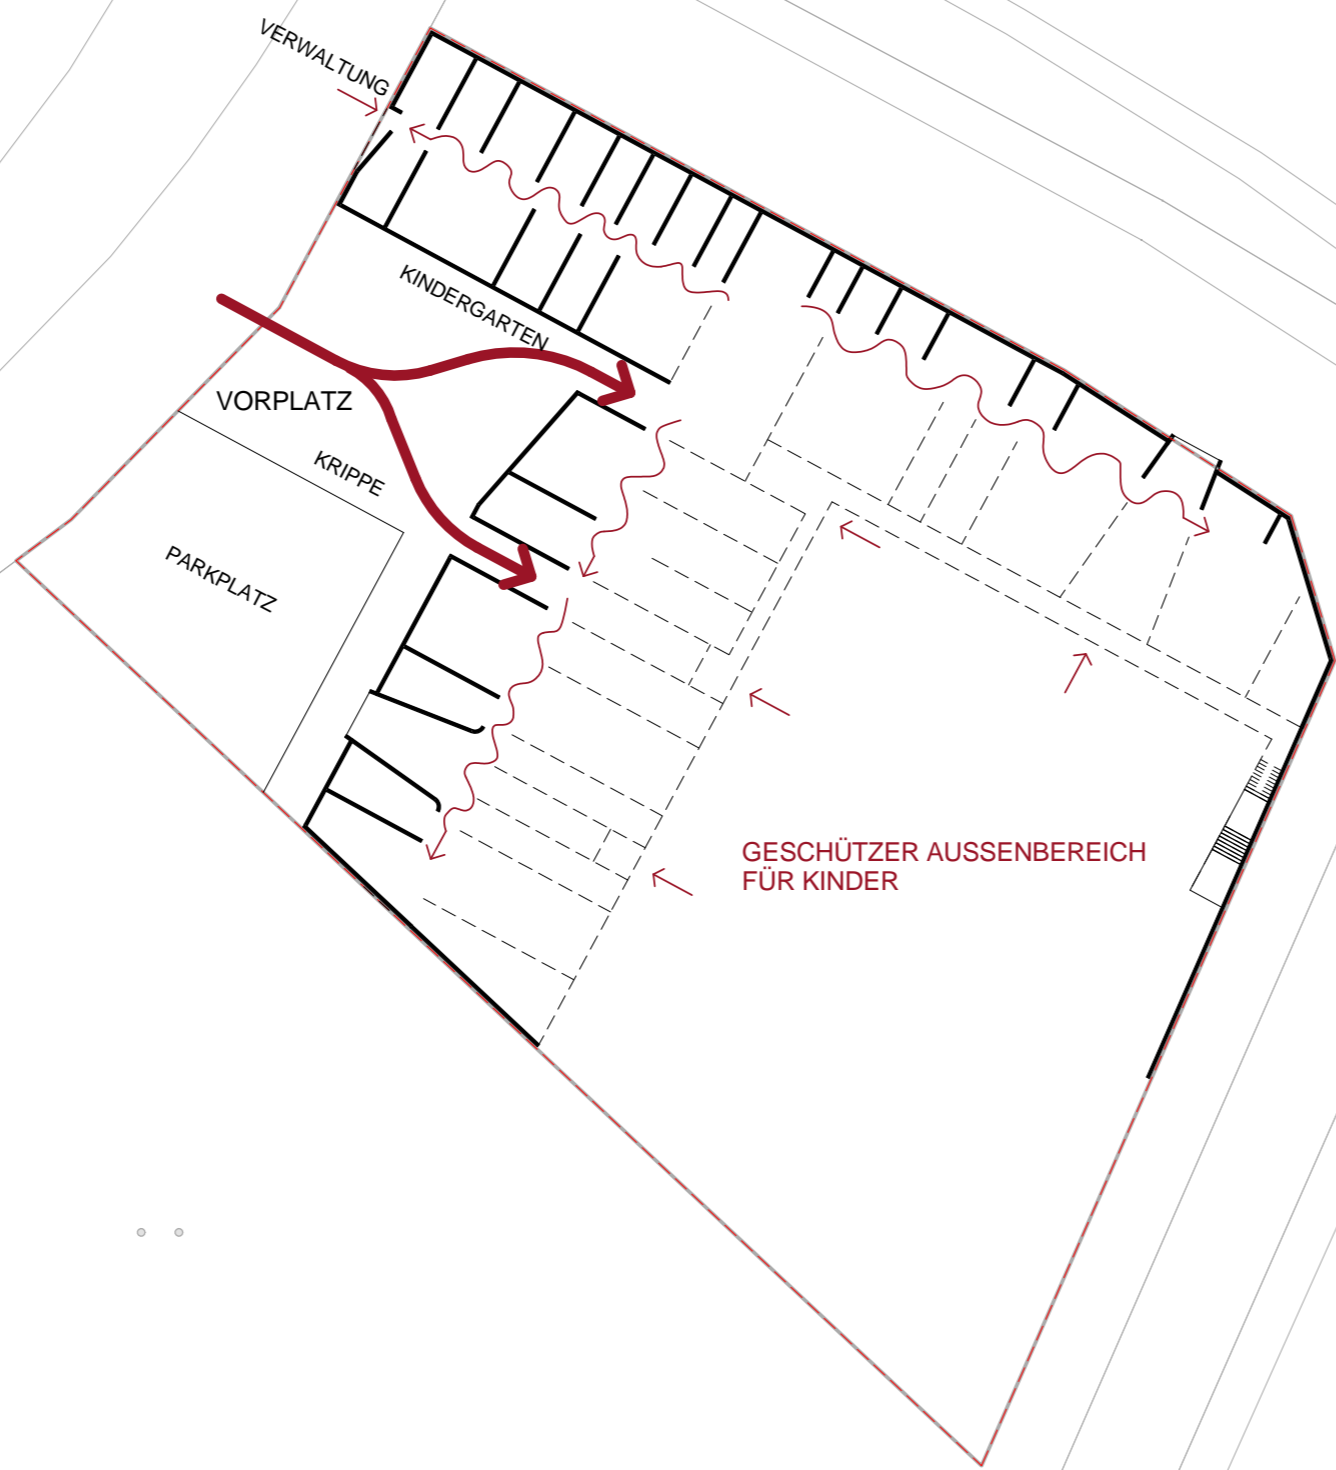 VERWALTUNG
KINDERGARTEN
VORPLATZ
KRIPPE
PARKPLATZ
GESCHÜTZER AUSSENBEREICH
FÜR KINDER